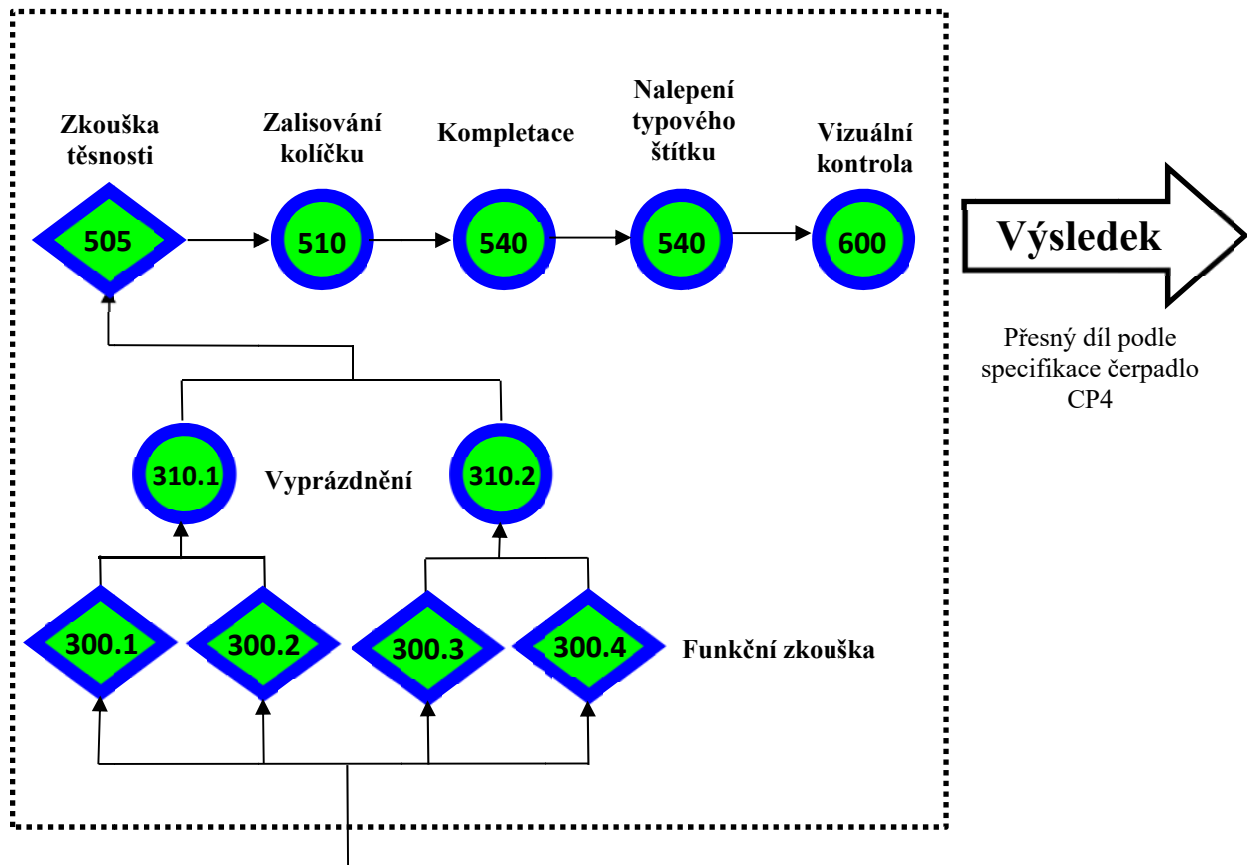 Zkouška
těsnosti
Zalisování
kolíčku
Kompletace
Nalepení
typového
štítku
Vizuální
kontrola
505
510
540
540
600
Výsledek
Přesný díl podle
specifikace čerpadlo
CP4
310.1
Vyprázdnění
310.2
300.1
300.2
300.3
300.4
Funkční zkouška